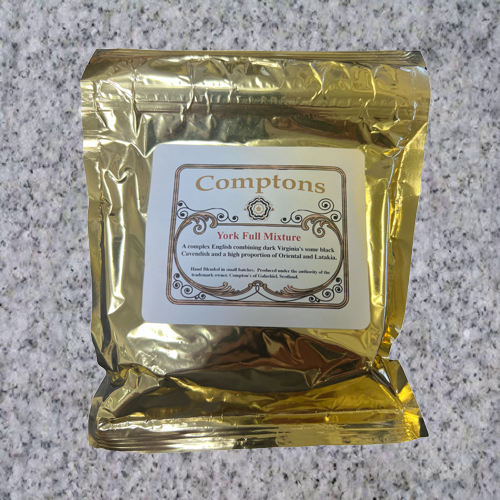 Comptons
York Full Mixture
A complex English combining dark Virginia's some black
Cavendish and a high proportion of Oriental and Latakia.
Hand Blended in small batches. Produced under the authority of the
trademark owner. Compton's of Galashiel, Scotland.